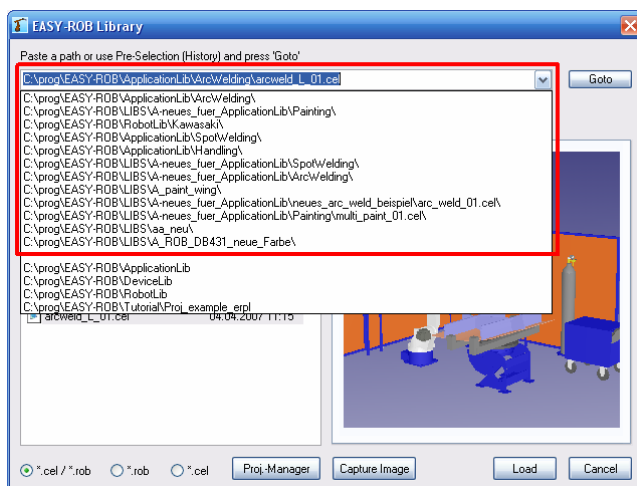 EASY-ROB Library
Paste a path or use Pre-Selection (History) and press 'Goto'
C:\prog\EASY-ROB\ApplicationLib\ArcWelding\arcweld_L_01.cel
Goto
C:\prog\EASY-ROB\ApplicationLib\ArcWelding\
C:\prog\EASY-ROB\LIBS\A-neues_fuer_ApplicationLib\Painting\
C:\prog\EASY-ROB\RobotLib\Kawasaki\
C:\prog\EASY-ROB\ApplicationLib\SpotWelding\
C:\prog\EASY-ROB\ApplicationLib\Handling\
C:\prog\EASY-ROB\LIBS\A-neues_fuer_ApplicationLib\SpotWelding\
C:\prog\EASY-ROB\LIBS\A-neues_fuer_ApplicationLib\ArcWelding\
C:\prog\EASY-ROB\LIBS\A_paint_wing\
C:\prog\EASY-ROB\LIBS\A-neues_fuer_ApplicationLib\neues_arc_weld_beispiel\arc_weld_01.cel\
C:\prog\EASY-ROB\LIBS\A-neues_fuer_ApplicationLib\Painting\multi_paint_01.cel\
C:\prog\EASY-ROB\LIBS\aa_neu\
C:\prog\EASY-ROB\LIBS\A_ROB_DB431_neue_Farbe\
C:\prog\EASY-ROB\ApplicationLib
C:\prog\EASY-ROB\DeviceLib
C:\prog\EASY-ROB\RobotLib
C:\prog\EASY-ROB\Tutorial\Proj_example_erpl
arcweld_L_01.cel 04.04.2007 11:15
*.cel / *.rob *.rob *.cel Proj.-Manager Capture Image Load Cancel